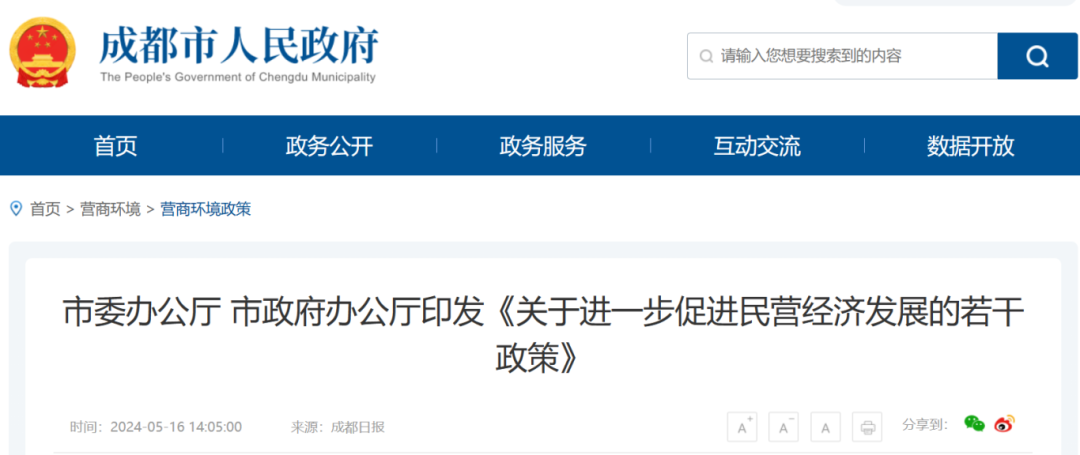 成都市人民政府
The People's Government of Chengdu Municipality
请输入您想要搜索到的内容
首页 政务公开 政务服务 互动交流 数据开放
首页 > 营商环境 > 营商环境政策
市委办公厅 市政府办公厅印发《关于进一步促进民营经济发展的若干
政策》
时间：2024-05-16 14:05:00 来源：成都日报 A+ A- A 分享到：